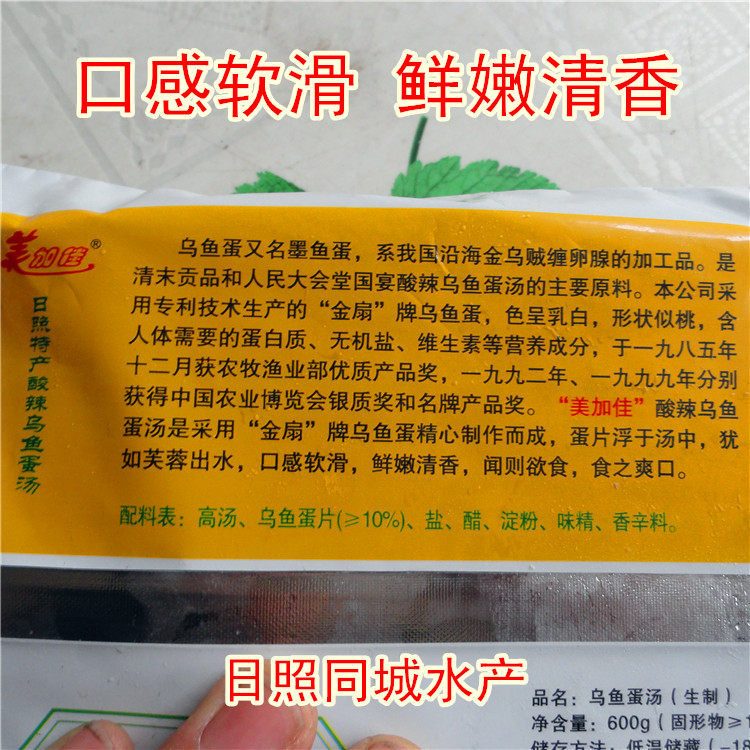 口感软滑 鲜嫩清香
美加佳®
日照特产酸辣乌鱼蛋汤
乌鱼蛋又名墨鱼蛋，系我国沿海金乌贼缠卵腺的加工品。是
清末贡品和人民大会堂国宴酸辣乌鱼蛋汤的主要原料。本公司采
用专利技术生产的“金扇”牌乌鱼蛋，色呈乳白，形状似桃，含
人体需要的蛋白质、无机盐、维生素等营养成分，于一九八五年
十二月获农牧渔业部优质产品奖，一九九二年、一九九九年分别
获得中国农业博览会银质奖和名牌产品奖。“美加佳”酸辣乌鱼
蛋汤是采用“金扇”牌乌鱼蛋精心制作而成，蛋片浮于汤中，犹
如芙蓉出水，口感软滑，鲜嫩清香，闻则欲食，食之爽口。
配料表：高汤、乌鱼蛋片(≥10%)、盐、醋、淀粉、味精、香辛料。
日照同城水产
品名：乌鱼蛋汤（生制）
净含量：600g（固形物≥1
储存方法：低温储藏（-18